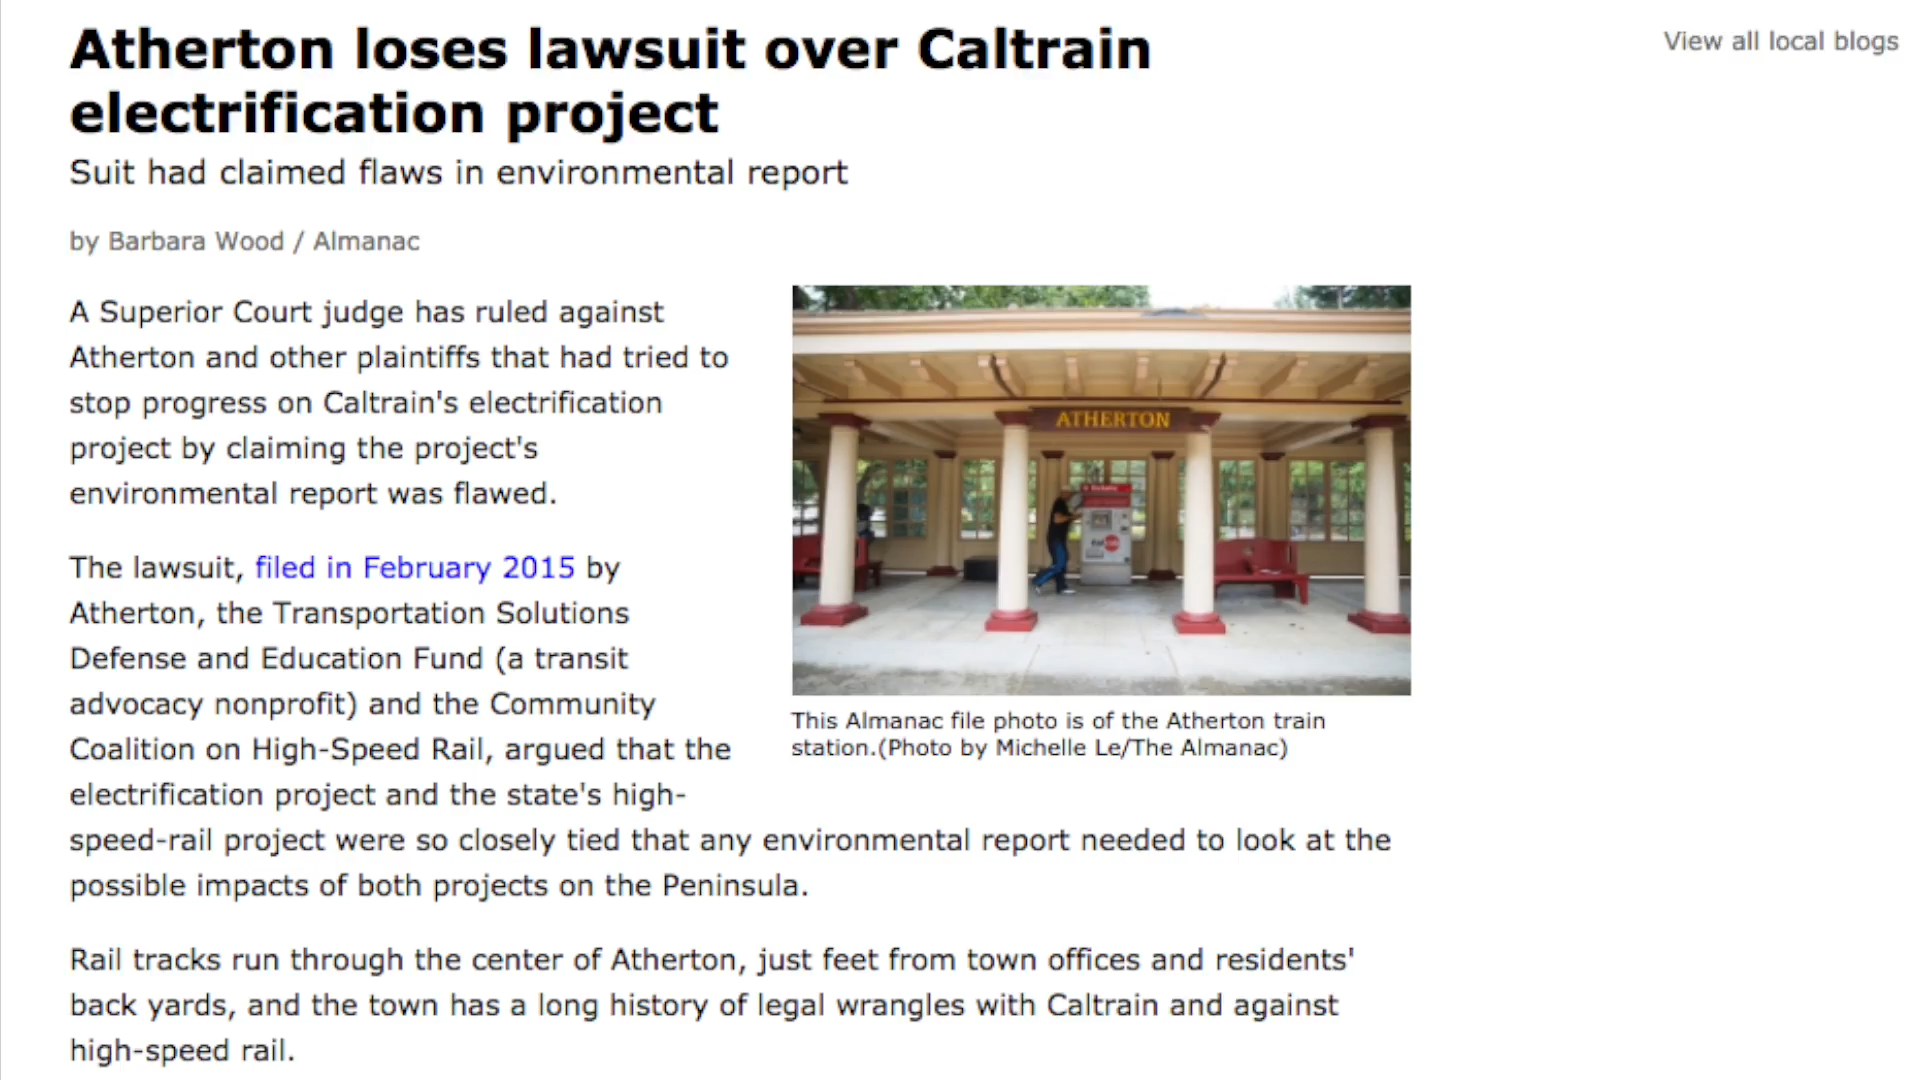 Atherton loses lawsuit over Caltrain
electrification project
View all local blogs
Suit had claimed flaws in environmental report
by Barbara Wood / Almanac
A Superior Court judge has ruled against
Atherton and other plaintiffs that had tried to
stop progress on Caltrain's electrification
project by claiming the project's
environmental report was flawed.
The lawsuit, filed in February 2015 by
Atherton, the Transportation Solutions
Defense and Education Fund (a transit
advocacy nonprofit) and the Community
Coalition on High-Speed Rail, argued that the
electrification project and the state's high-
speed-rail project were so closely tied that any environmental report needed to look at the
possible impacts of both projects on the Peninsula.
ATHERTON
This Almanac file photo is of the Atherton train
station.(Photo by Michelle Le/The Almanac)
Rail tracks run through the center of Atherton, just feet from town offices and residents'
back yards, and the town has a long history of legal wrangles with Caltrain and against
high-speed rail.